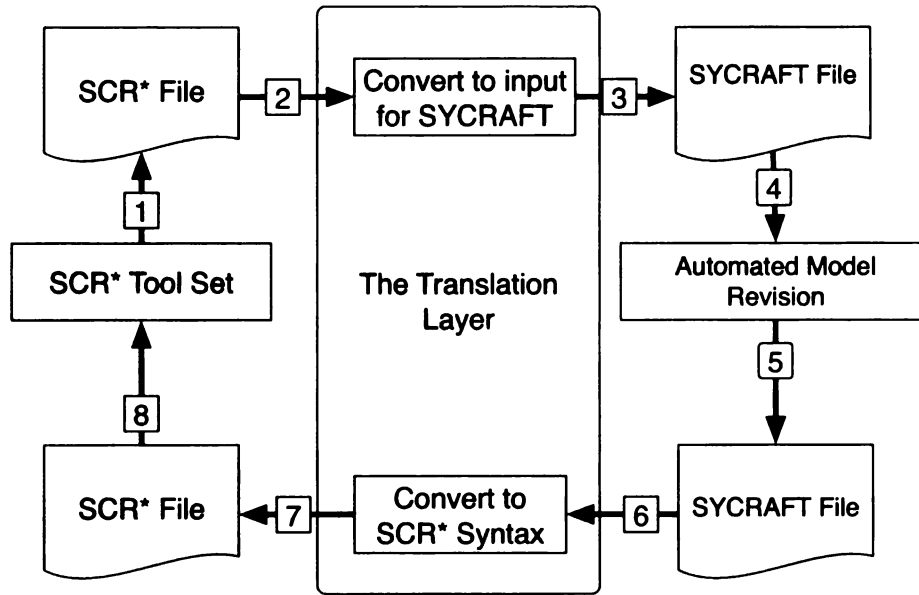 SCR* File
2
Convert to input
for SYCRAFT
3
SYCRAFT File
1
4
SCR* Tool Set
The Translation
Layer
Automated Model
Revision
8
5
SCR* File
7
Convert to
SCR* Syntax
6
SYCRAFT File